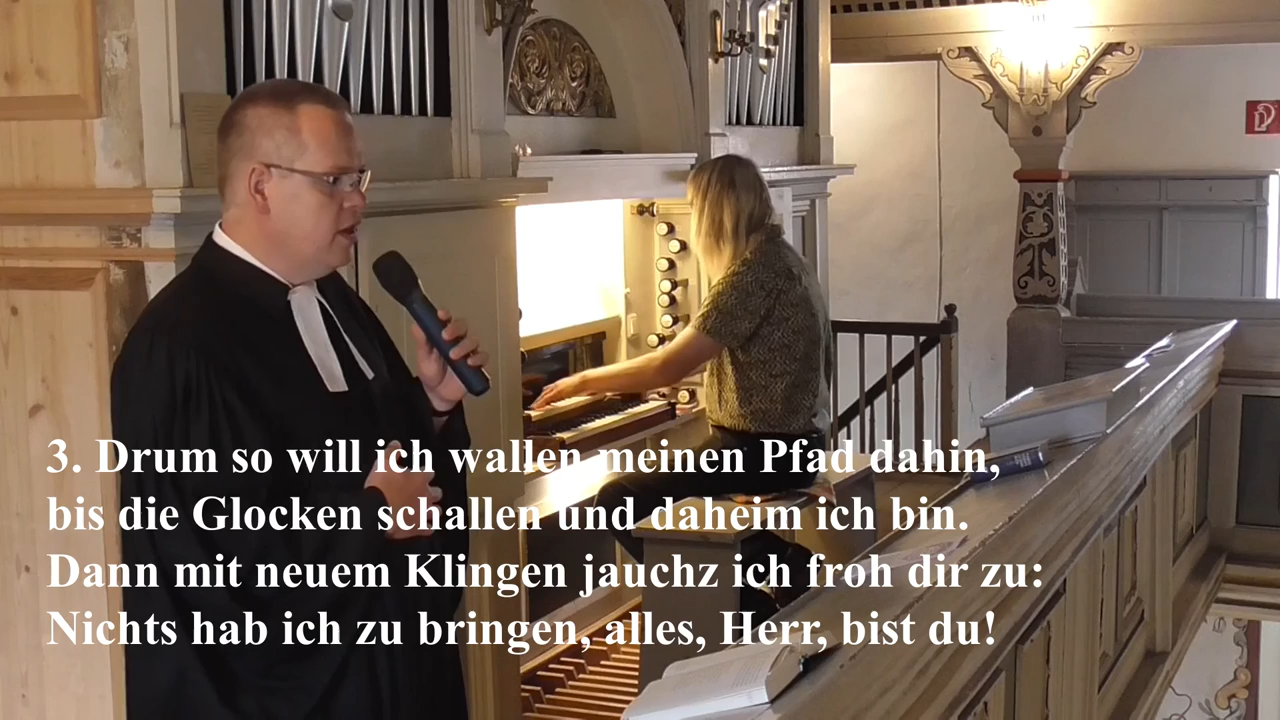 3. Drum so will ich wallen meinen Pfad dahin,
bis die Glocken schallen und daheim ich bin.
Dann mit neuem Klingen jauchz ich froh dir zu:
Nichts hab ich zu bringen, alles, Herr, bist du!